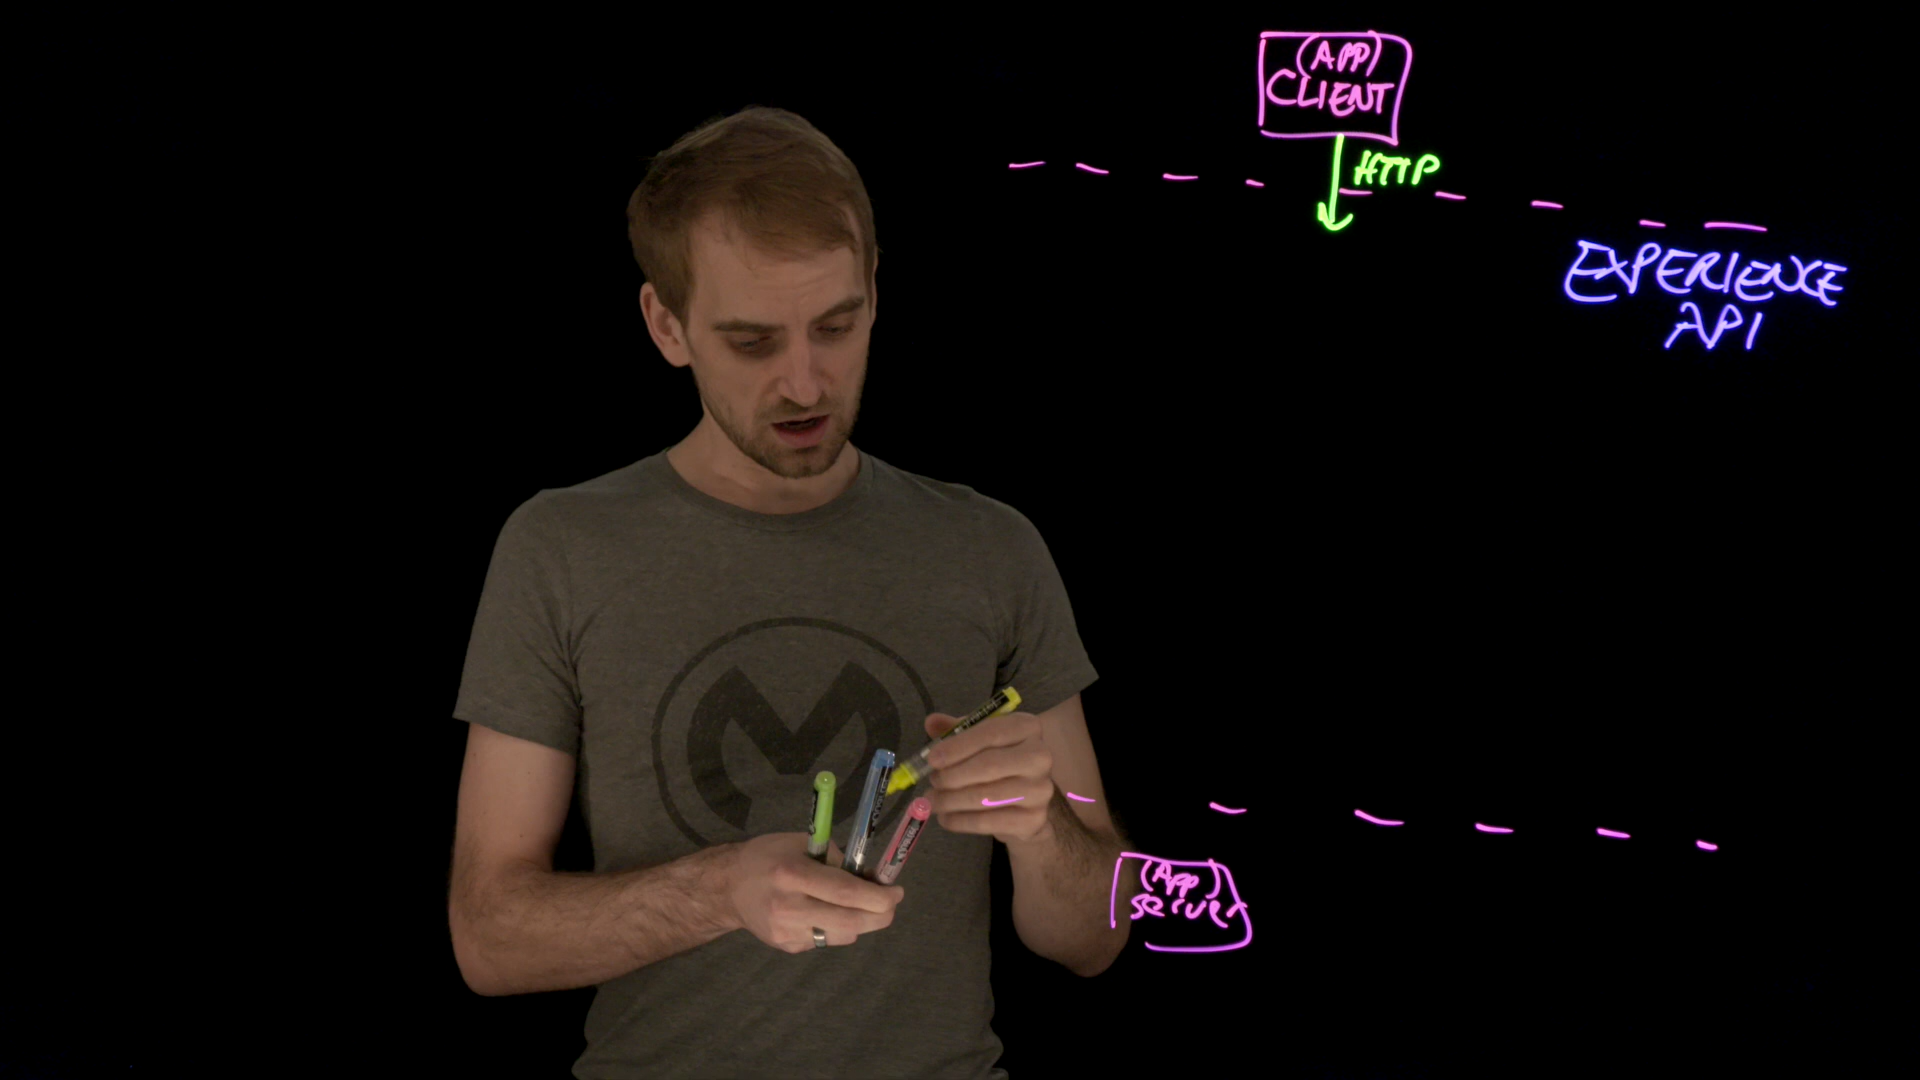 (APP)
CLIENT
HTTP
EXPERIENCE
API
(APP)
server